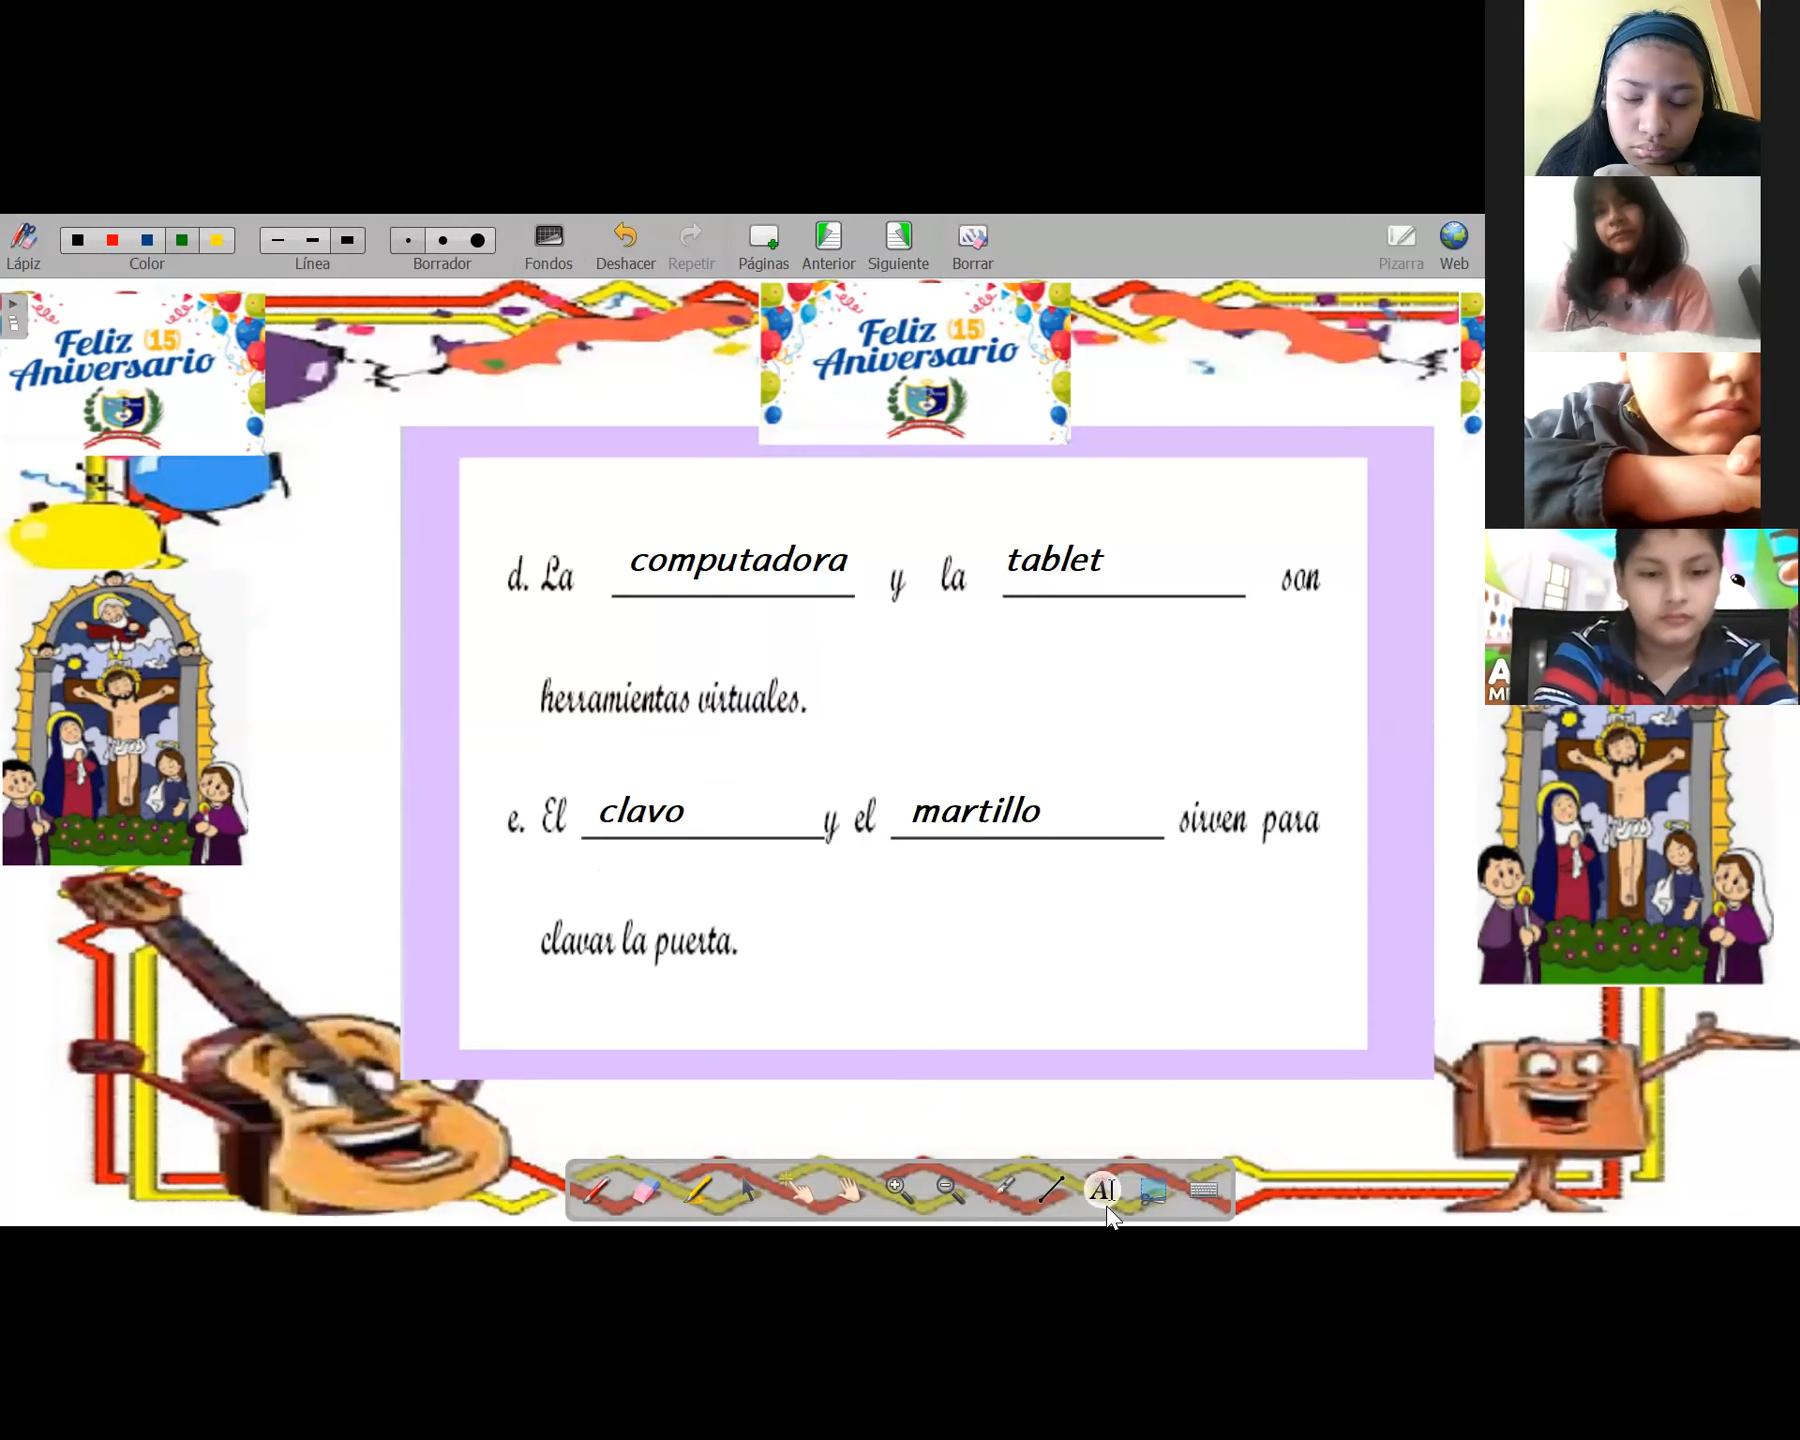 Lápiz
Color
Línea
Borrador
Fondos
Deshacer
Repetir
Páginas
Anterior
Siguiente
Borrar
Pizarra
Web
Feliz 15
Aniversario
Feliz 15
Aniversario
d. La computadora y la tablet son
herramientas virtuales.
e. El clavo y el martillo sirven para
clavar la puerta.
A